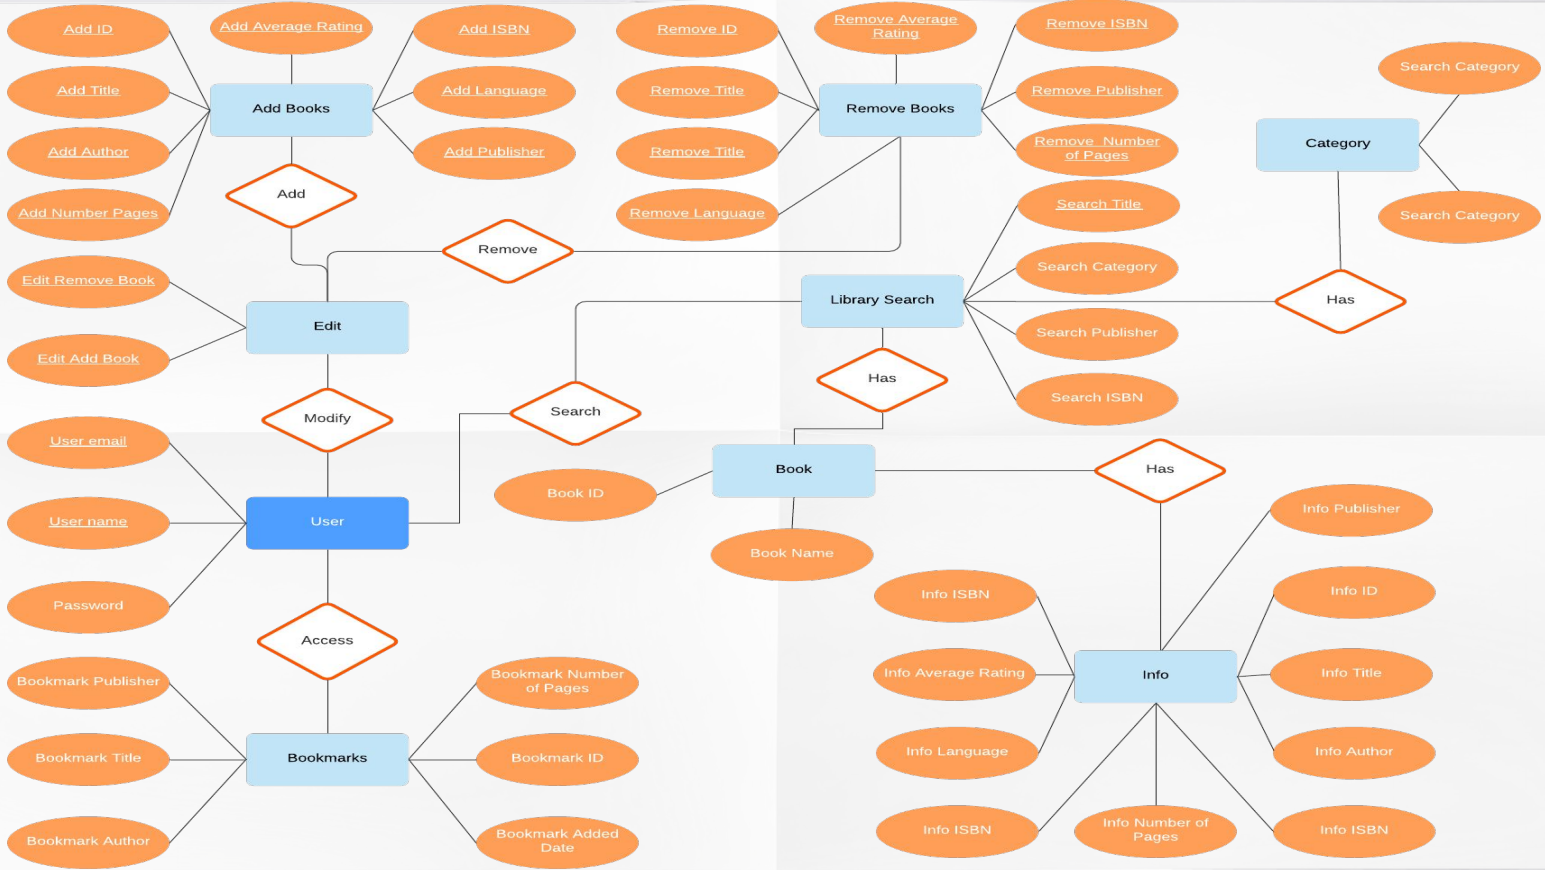 Add ID
Add Average Rating
Add ISBN
Remove ID
Remove Average
Rating
Remove ISBN
Search Category
Add Title
Add Books
Add Language
Remove Title
Remove Books
Remove Publisher
Category
Add Author
Add Publisher
Remove Title
Remove Number
of Pages
Add Number Pages
Add
Remove Language
Search Title
Search Category
Remove
Edit Remove Book
Search Category
Library Search
Has
Edit
Search Publisher
Edit Add Book
Has
Search ISBN
Modify
Search
User email
Book
Has
Book ID
Info Publisher
User name
User
Book Name
Info ISBN
Info ID
Password
Access
Bookmark Publisher
Bookmark Number
of Pages
Info Average Rating
Info
Info Title
Bookmark Title
Bookmarks
Bookmark ID
Info Language
Info Author
Bookmark Author
Bookmark Added
Date
Info ISBN
Info Number of
Pages
Info ISBN